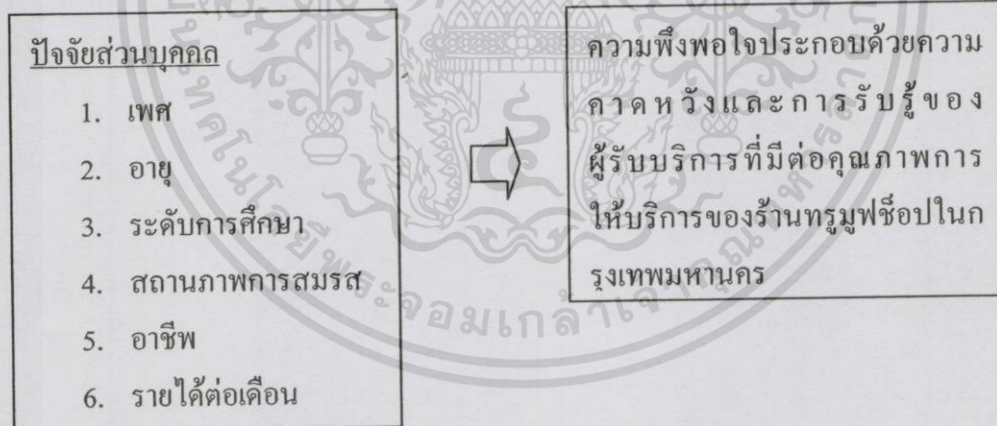 ปัจจัยส่วนบุคคล
1. เพศ
2. อายุ
3. ระดับการศึกษา
4. สถานภาพการสมรส
5. อาชีพ
6. รายได้ต่อเดือน
ความพึงพอใจประกอบด้วยความ
คาดหวังและการรับรู้ของ
ผู้รับบริการที่มีต่อคุณภาพการ
ให้บริการของร้านทรูมูฟช็อปในก
รุงเทพมหานคร